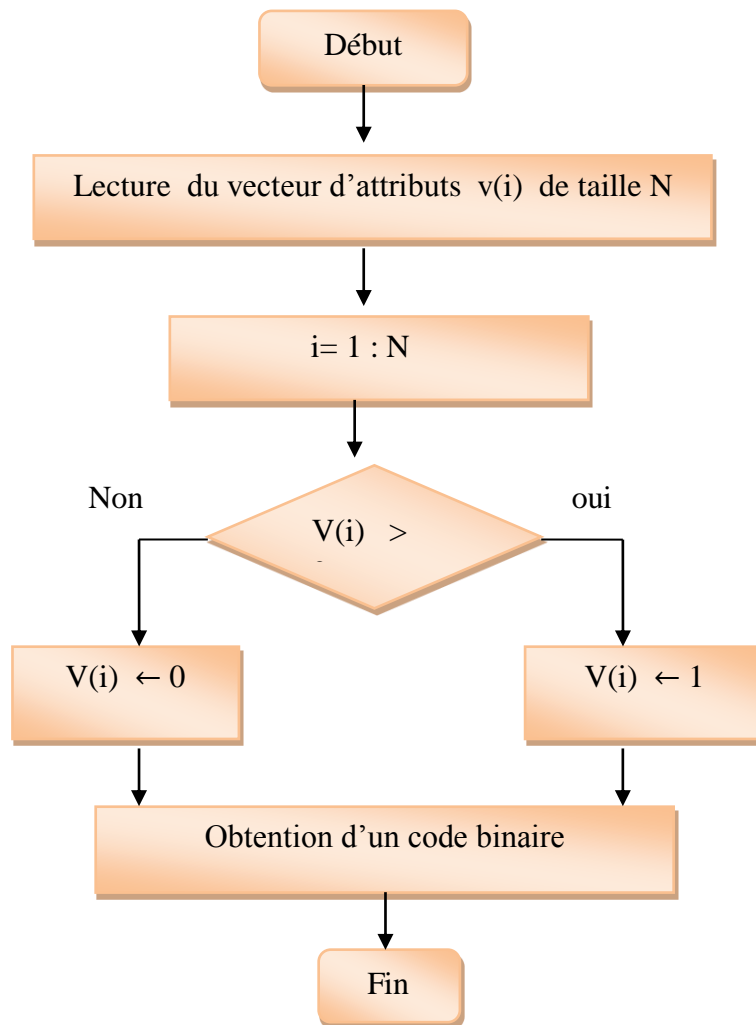 Début
Lecture du vecteur d'attributs v(i) de taille N
i= 1 : N
Non
oui
V(i) >
V(i) ← 0
V(i) ← 1
Obtention d'un code binaire
Fin